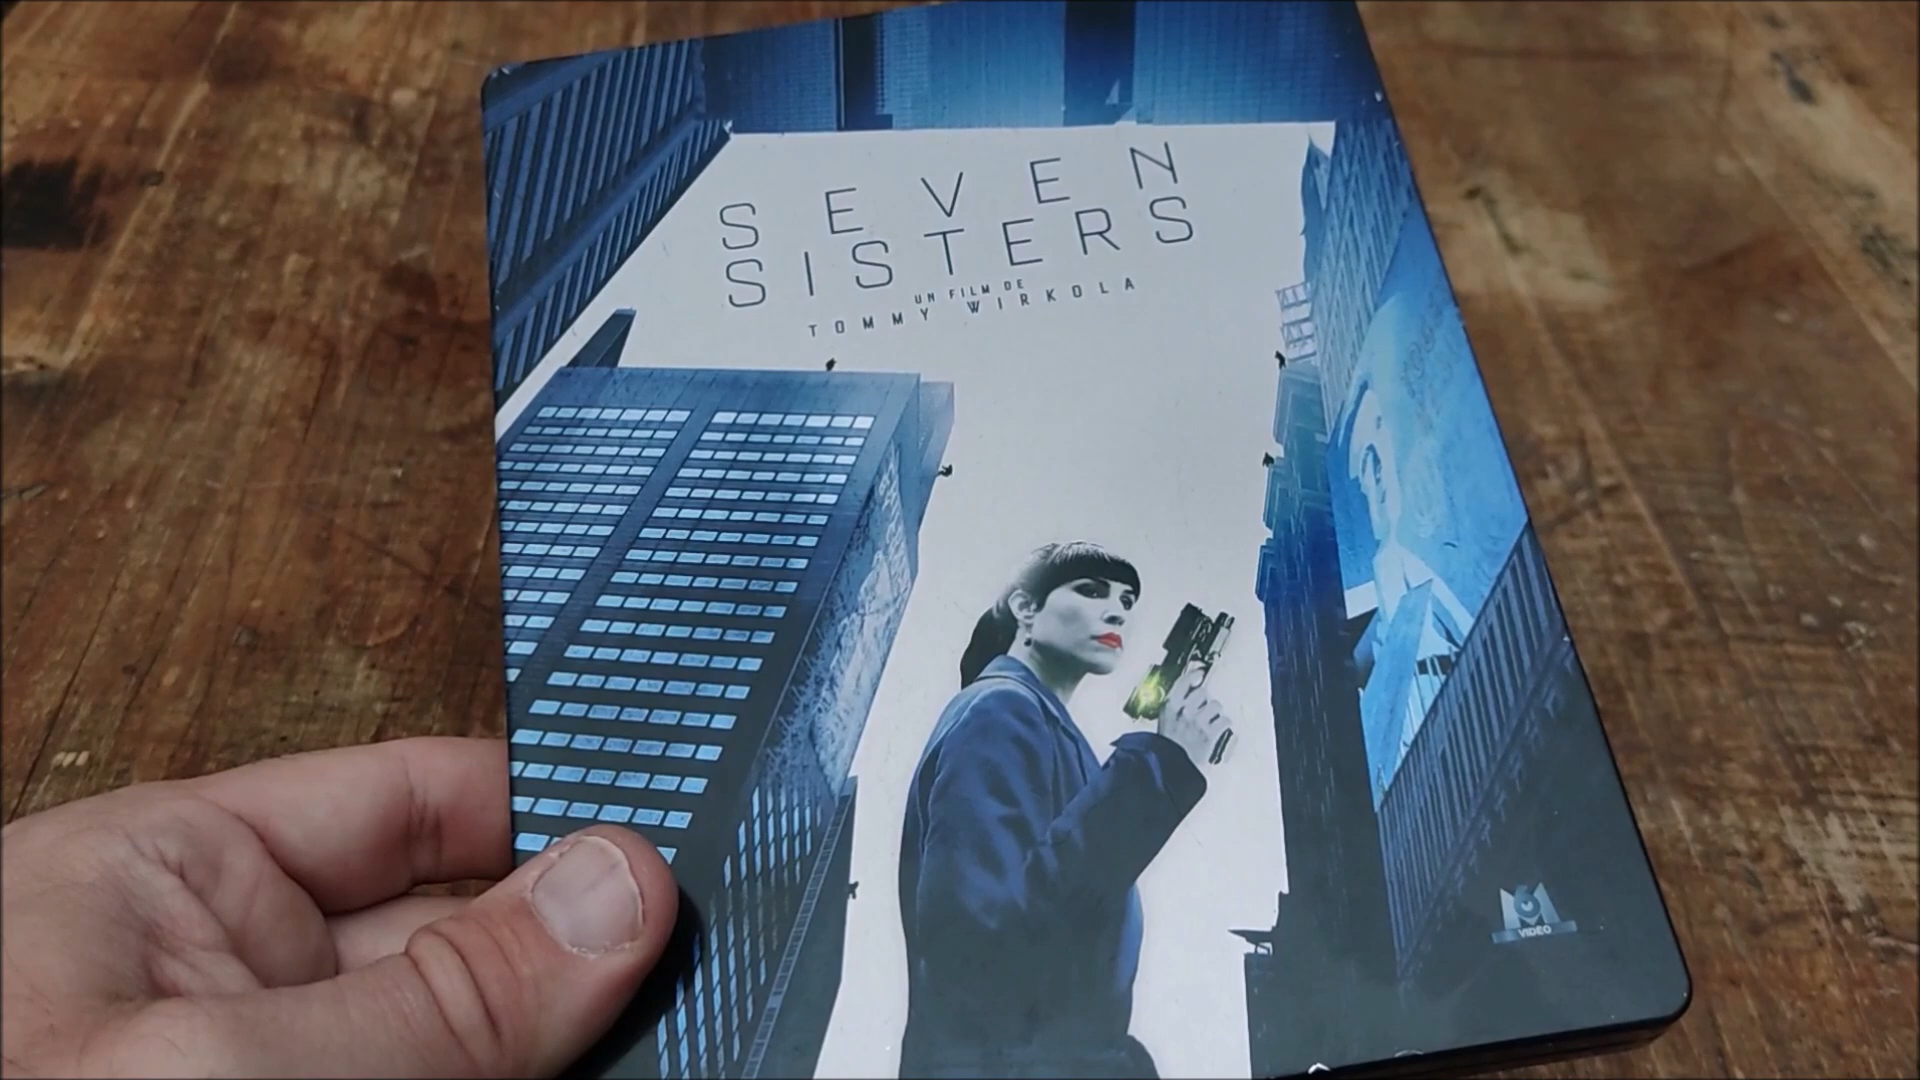 SEVEN
SISTERS
UN FILM DE
TOMMY WIRKOLA
M6
VIDEO